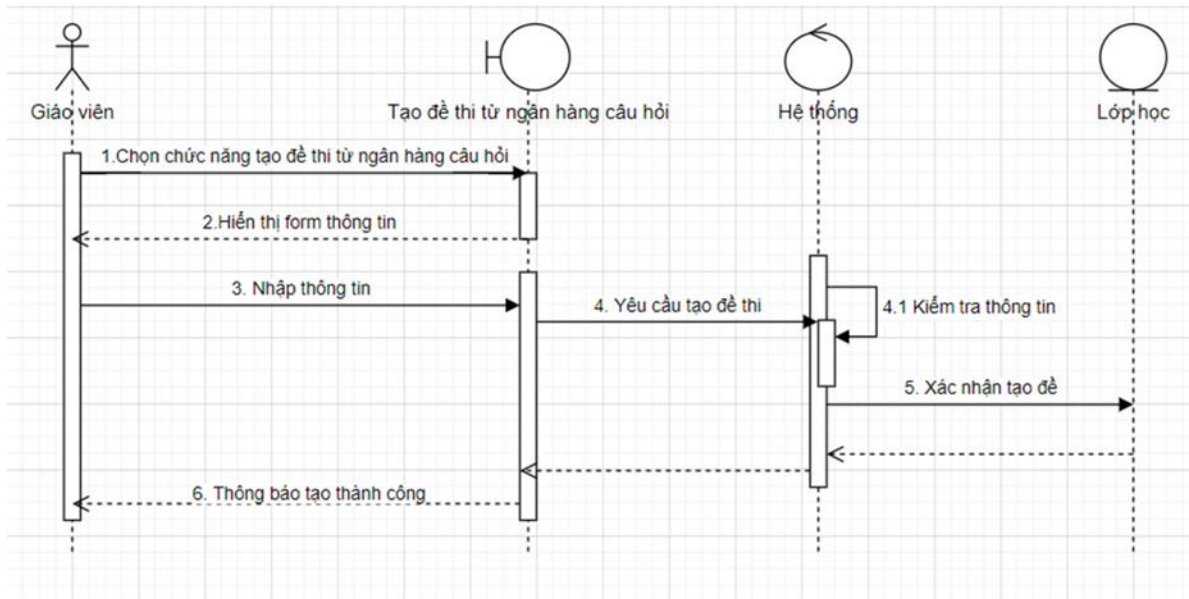 Giáo viên
Tạo đề thi từ ngân hàng câu hỏi
Hệ thống
Lớp học
1.Chọn chức năng tạo đề thi từ ngân hàng câu hỏi
2.Hiển thị form thông tin
3. Nhập thông tin
4. Yêu cầu tạo đề thi
4.1 Kiểm tra thông tin
5. Xác nhận tạo đề
6. Thông báo tạo thành công